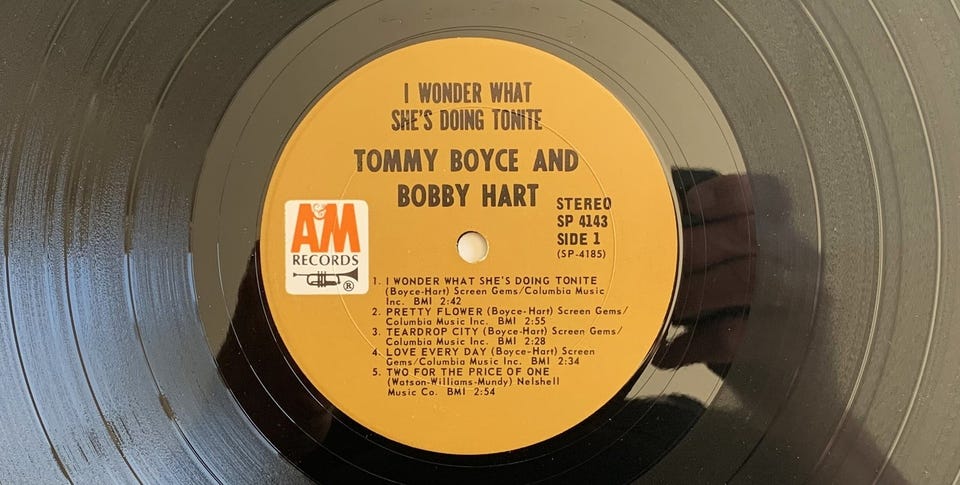 I WONDER WHAT
SHE'S DOING TONITE
TOMMY BOYCE AND
BOBBY HART
STEREO
SP 4143
SIDE 1
(SP-4185)
AM
RECORDS
®
1. I WONDER WHAT SHE'S DOING TONITE
(Boyce-Hart) Screen Gems/Columbia Music
Inc. BMI 2:42
2. PRETTY FLOWER (Boyce-Hart) Screen Gems/
Columbia Music Inc. BMI 2:55
3. TEARDROP CITY (Boyce-Hart) Screen Gems/
Columbia Music Inc. BMI 2:28
4. LOVE EVERY DAY (Boyce-Hart) Screen
Gems/Columbia Music Inc. BMI 2:34
5. TWO FOR THE PRICE OF ONE
(Watson-Williams-Mundy) Nelshell
Music Co. BMI 2:54